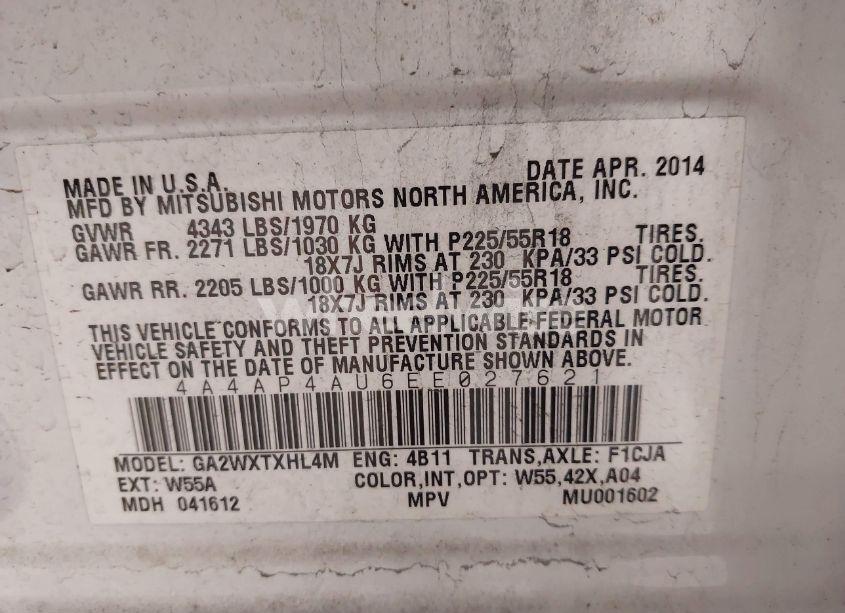 MADE IN U.S.A. DATE APR. 2014
MFD BY MITSUBISHI MOTORS NORTH AMERICA, INC.
GVWR 4343 LBS/1970 KG
GAWR FR. 2271 LBS/1030 KG WITH P225/55R18 TIRES.
18X7J RIMS AT 230 KPA/33 PSI COLD.
GAWR RR. 2205 LBS/1000 KG WITH P225/55R18 TIRES.
18X7J RIMS AT 230 KPA/33 PSI COLD.
THIS VEHICLE CONFORMS TO ALL APPLICABLE FEDERAL MOTOR
VEHICLE SAFETY AND THEFT PREVENTION STANDARDS IN
EFFECT ON THE DATE OF MANUFACTURE SHOWN ABOVE.
4A4AP4AU6EE027621
MODEL: GA2WXTXHL4M ENG: 4B11 TRANS,AXLE: F1CJA
EXT: W55A COLOR,INT,OPT: W55,42X,A04
MDH 041612 MPV MU001602